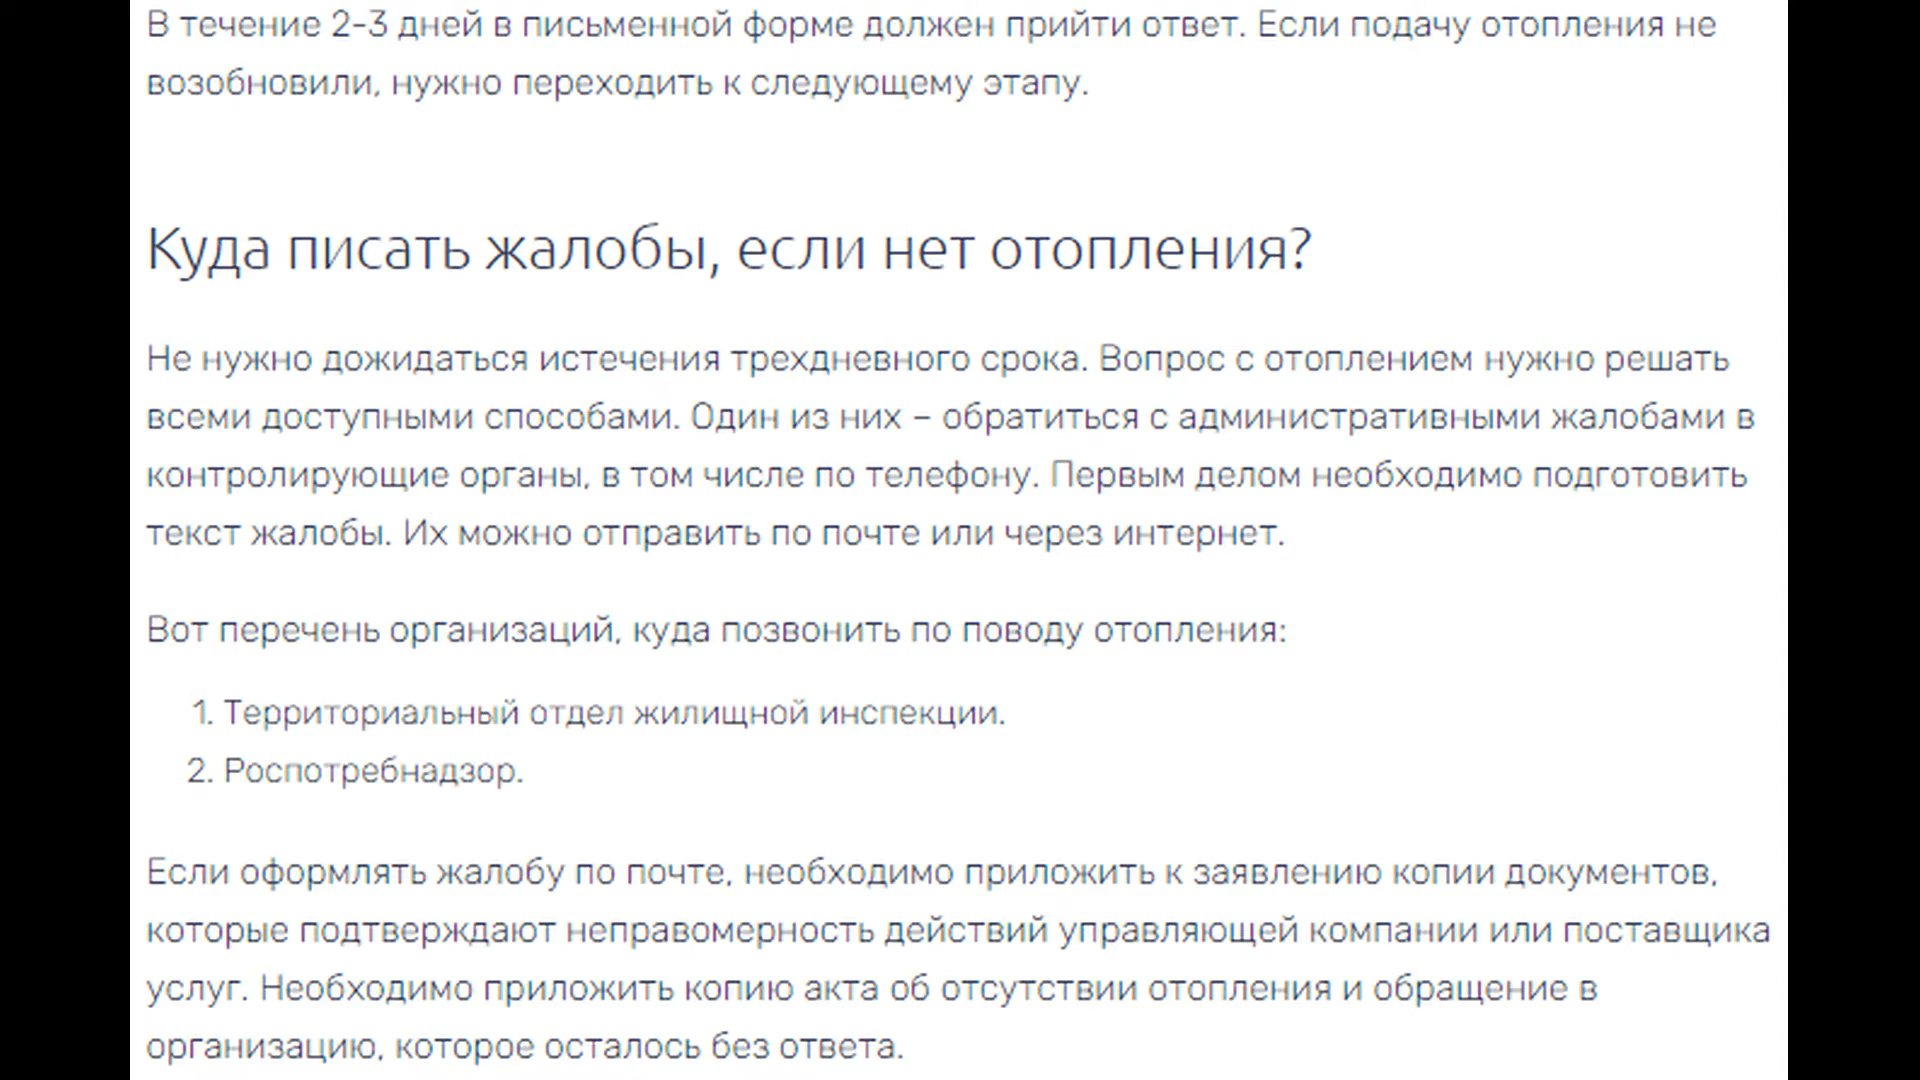 В течение 2-3 дней в письменной форме должен прийти ответ. Если подачу отопления не
возобновили, нужно переходить к следующему этапу.
Куда писать жалобы, если нет отопления?
Не нужно дожидаться истечения трехдневного срока. Вопрос с отоплением нужно решать
всеми доступными способами. Один из них – обратиться с административными жалобами в
контролирующие органы, в том числе по телефону. Первым делом необходимо подготовить
текст жалобы. Их можно отправить по почте или через интернет.
Вот перечень организаций, куда позвонить по поводу отопления:
1. Территориальный отдел жилищной инспекции.
2. Роспотребнадзор.
Если оформлять жалобу по почте, необходимо приложить к заявлению копии документов,
которые подтверждают неправомерность действий управляющей компании или поставщика
услуг. Необходимо приложить копию акта об отсутствии отопления и обращение в
организацию, которое осталось без ответа.